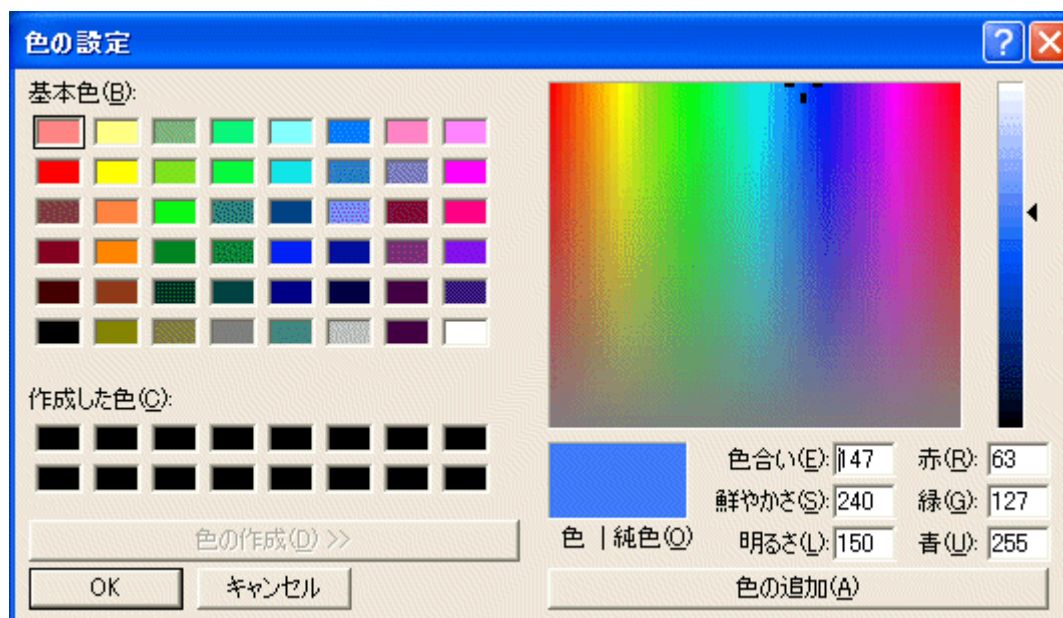 色の設定
基本色(B):
作成した色(C):
色の作成(D) >>
OK キャンセル
色合い(E): 147 赤(R): 63
鮮やかさ(S): 240 緑(G): 127
色 | 純色(O) 明るさ(L): 150 青(U): 255
色の追加(A)